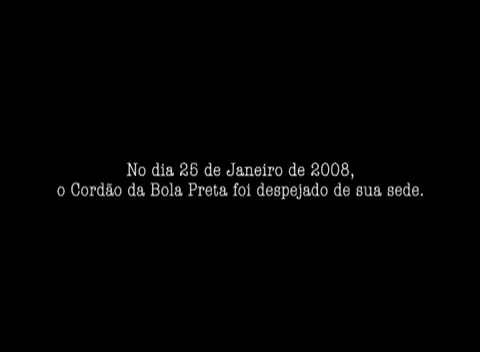 No dia 25 de Janeiro de 2008,
o Cordão da Bola Preta foi despejado de sua sede.